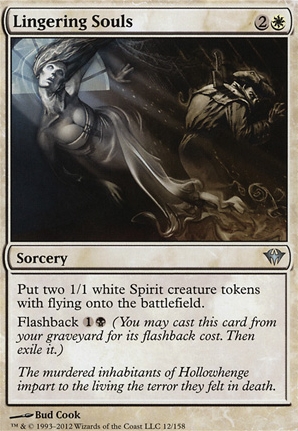 Lingering Souls 2
Sorcery
Put two 1/1 white Spirit creature tokens
with flying onto the battlefield.
Flashback 1 (You may cast this card from
your graveyard for its flashback cost. Then
exile it.)
The murdered inhabitants of Hollowhenge
impart to the living the terror they felt in death.
Bud Cook
™ & © 1993–2012 Wizards of the Coast LLC 12/158